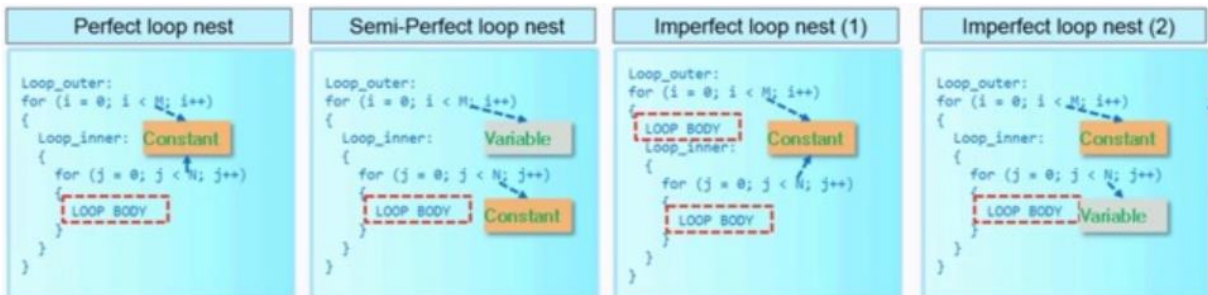 Perfect loop nest
Loop_outer:
for (i = 0; i < M; i++)
{
Loop_inner:
Constant
{
for (j = 0; j < N; j++)
{
LOOP BODY
}
}
}
Semi-Perfect loop nest
Loop_outer:
for (i = 0; i < M; i++)
{
Loop_inner:
Variable
{
for (j = 0; j < N; j++)
{
LOOP BODY
Constant
}
}
}
Imperfect loop nest (1)
Loop_outer:
for (i = 0; i < M; i++)
{
LOOP BODY
Constant
Loop_inner:
{
for (j = 0; j < N; j++)
{
LOOP BODY
}
}
}
Imperfect loop nest (2)
Loop_outer:
for (i = 0; i < M; i++)
{
Loop_inner:
Constant
{
for (j = 0; j < N; j++)
{
LOOP BODY
Variable
}
}
}